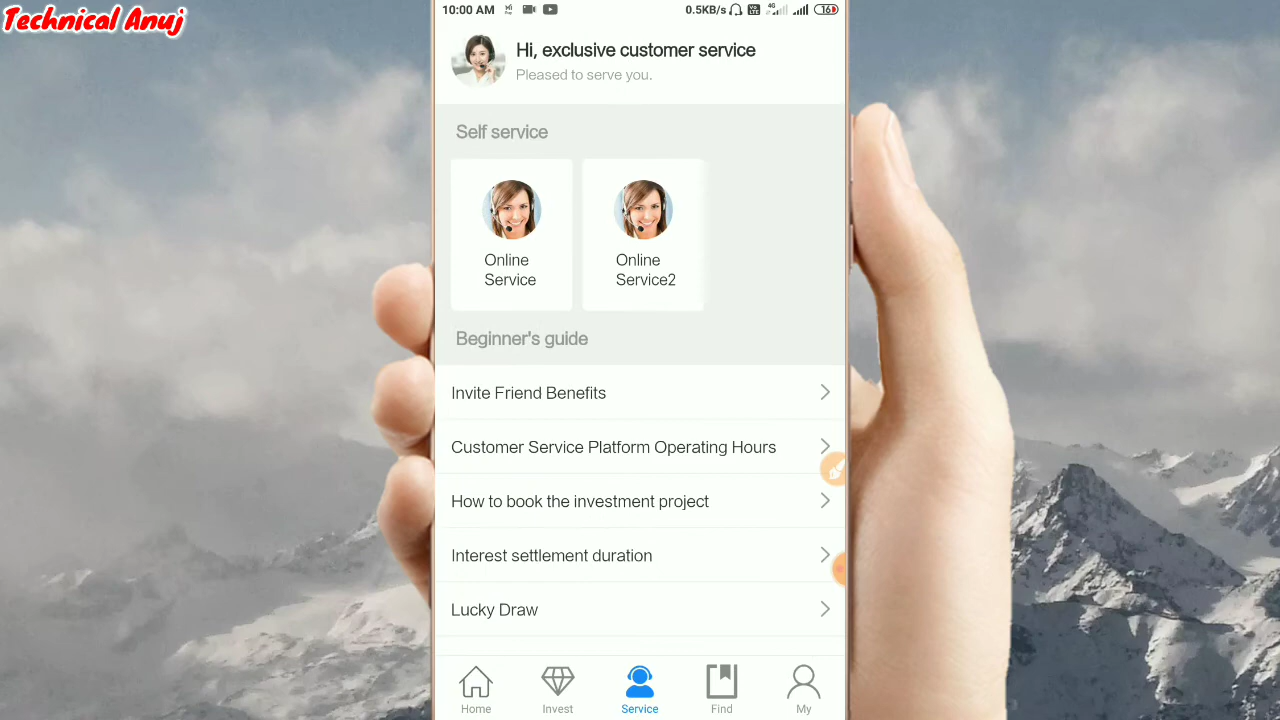 Technical Anuj
10:00 AM
0.5KB/s
4G
16
Hi, exclusive customer service
Pleased to serve you.
Self service
Online
Service
Online
Service2
Beginner's guide
Invite Friend Benefits
Customer Service Platform Operating Hours
How to book the investment project
Interest settlement duration
Lucky Draw
Home
Invest
Service
Find
My